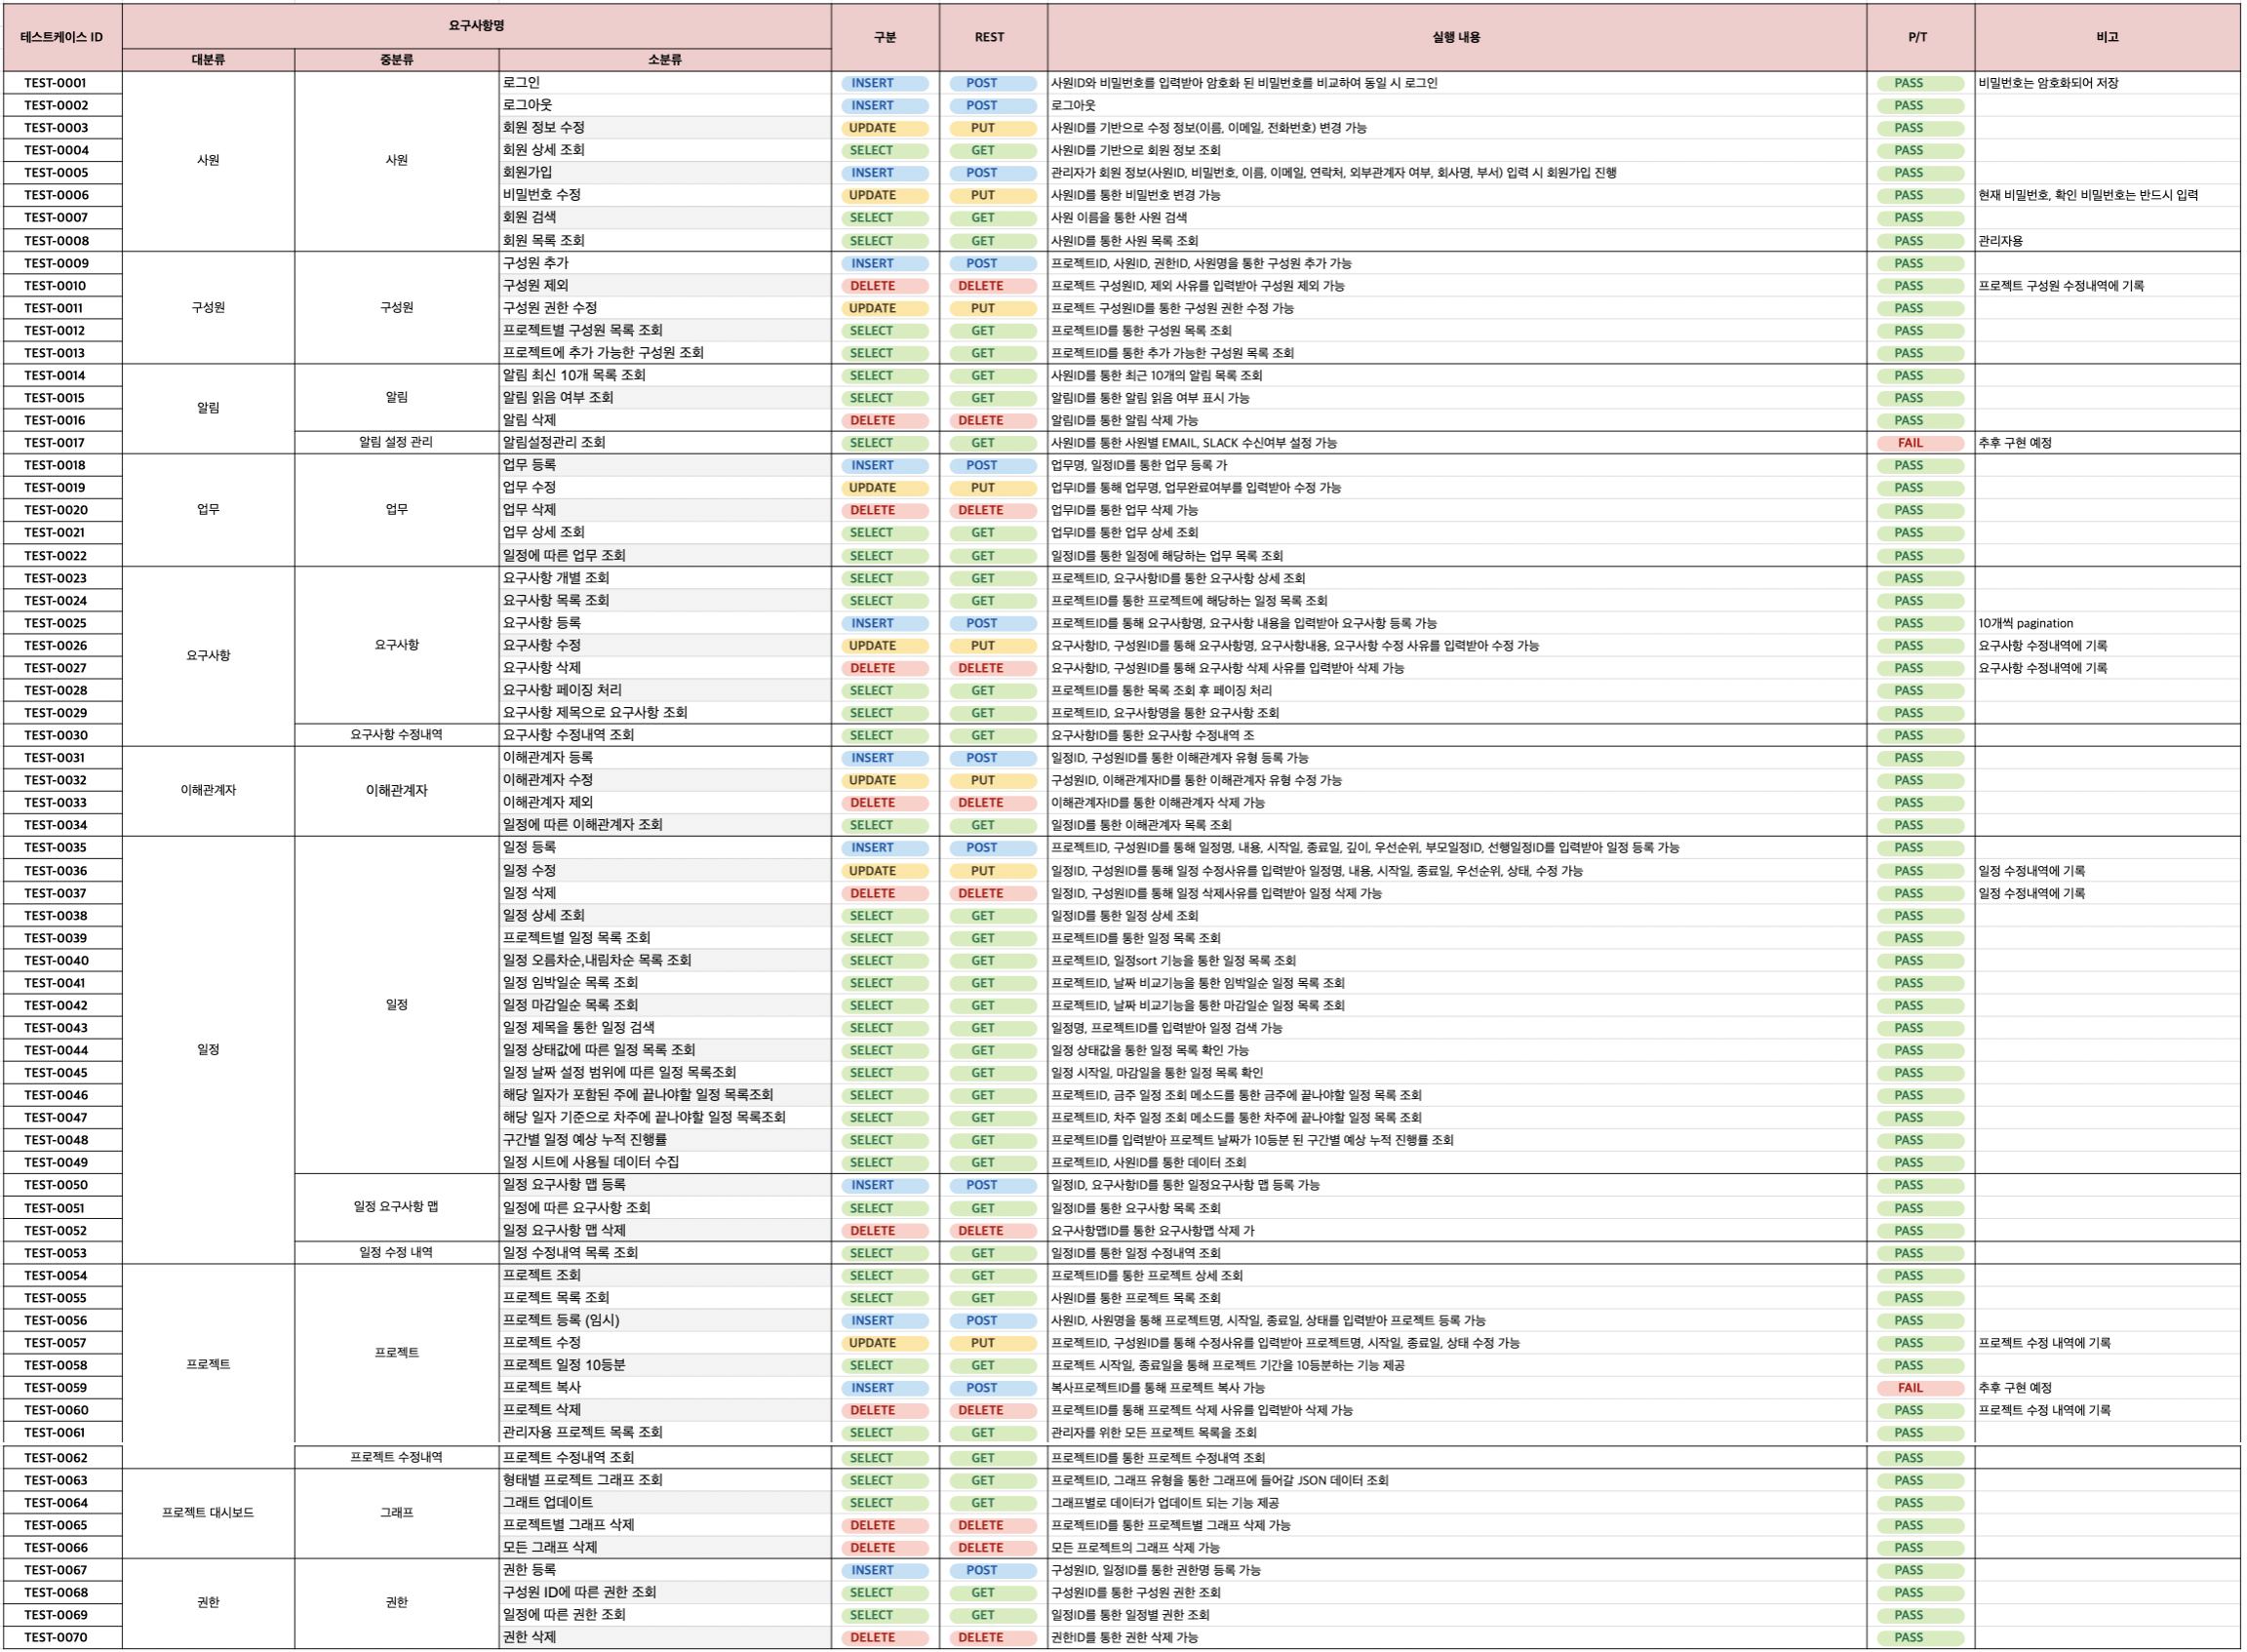 테스트케이스 ID 요구사항명 구분 REST 실행 내용 P/T 비고
대분류 중분류 소분류
TEST-0001 사원 사원 로그인 INSERT POST 사원ID와 비밀번호를 입력받아 암호화 된 비밀번호를 비교하여 동일 시 로그인 PASS 비밀번호는 암호화되어 저장
TEST-0002 로그아웃 INSERT POST 로그아웃 PASS
TEST-0003 회원 정보 수정 UPDATE PUT 사원ID를 기반으로 수정 정보(이름, 이메일, 전화번호) 변경 가능 PASS
TEST-0004 회원 상세 조회 SELECT GET 사원ID를 기반으로 회원 정보 조회 PASS
TEST-0005 회원가입 INSERT POST 관리자가 회원 정보(사원ID, 비밀번호, 이름, 이메일, 연락처, 외부관계자 여부, 회사명, 부서) 입력 시 회원가입 진행 PASS
TEST-0006 비밀번호 수정 UPDATE PUT 사원ID를 통한 비밀번호 변경 가능 PASS 현재 비밀번호, 확인 비밀번호는 반드시 입력
TEST-0007 회원 검색 SELECT GET 사원 이름을 통한 사원 검색 PASS
TEST-0008 회원 목록 조회 SELECT GET 사원ID를 통한 사원 목록 조회 PASS 관리자용
TEST-0009 구성원 구성원 구성원 추가 INSERT POST 프로젝트ID, 사원ID, 권한ID, 사원명을 통한 구성원 추가 가능 PASS
TEST-0010 구성원 제외 DELETE DELETE 프로젝트 구성원ID, 제외 사유를 입력받아 구성원 제외 가능 PASS 프로젝트 구성원 수정내역에 기록
TEST-0011 구성원 권한 수정 UPDATE PUT 프로젝트 구성원ID를 통한 구성원 권한 수정 가능 PASS
TEST-0012 프로젝트별 구성원 목록 조회 SELECT GET 프로젝트ID를 통한 구성원 목록 조회 PASS
TEST-0013 프로젝트에 추가 가능한 구성원 조회 SELECT GET 프로젝트ID를 통한 추가 가능한 구성원 목록 조회 PASS
TEST-0014 알림 알림 알림 최신 10개 목록 조회 SELECT GET 사원ID를 통한 최근 10개의 알림 목록 조회 PASS
TEST-0015 알림 읽음 여부 조회 SELECT GET 알림ID를 통한 알림 읽음 여부 표시 가능 PASS
TEST-0016 알림 삭제 DELETE DELETE 알림ID를 통한 알림 삭제 가능 PASS
TEST-0017 알림 설정 관리 알림설정관리 조회 SELECT GET 사원ID를 통한 사원별 EMAIL, SLACK 수신여부 설정 가능 FAIL 추후 구현 예정
TEST-0018 업무 업무 업무 등록 INSERT POST 업무명, 일정ID를 통한 업무 등록 가 PASS
TEST-0019 업무 수정 UPDATE PUT 업무ID를 통해 업무명, 업무완료여부를 입력받아 수정 가능 PASS
TEST-0020 업무 삭제 DELETE DELETE 업무ID를 통한 업무 삭제 가능 PASS
TEST-0021 업무 상세 조회 SELECT GET 업무ID를 통한 업무 상세 조회 PASS
TEST-0022 일정에 따른 업무 조회 SELECT GET 일정ID를 통한 일정에 해당하는 업무 목록 조회 PASS
TEST-0023 요구사항 요구사항 요구사항 개별 조회 SELECT GET 프로젝트ID, 요구사항ID를 통한 요구사항 상세 조회 PASS
TEST-0024 요구사항 목록 조회 SELECT GET 프로젝트ID를 통한 프로젝트에 해당하는 일정 목록 조회 PASS
TEST-0025 요구사항 등록 INSERT POST 프로젝트ID를 통해 요구사항명, 요구사항 내용을 입력받아 요구사항 등록 가능 PASS 10개씩 pagination
TEST-0026 요구사항 수정 UPDATE PUT 요구사항ID, 구성원ID를 통해 요구사항명, 요구사항내용, 요구사항 수정 사유를 입력받아 수정 가능 PASS 요구사항 수정내역에 기록
TEST-0027 요구사항 삭제 DELETE DELETE 요구사항ID, 구성원ID를 통해 요구사항 삭제 사유를 입력받아 삭제 가능 PASS 요구사항 수정내역에 기록
TEST-0028 요구사항 페이징 처리 SELECT GET 프로젝트ID를 통한 목록 조회 후 페이징 처리 PASS
TEST-0029 요구사항 제목으로 요구사항 조회 SELECT GET 프로젝트ID, 요구사항명을 통한 요구사항 조회 PASS
TEST-0030 요구사항 수정내역 요구사항 수정내역 조회 SELECT GET 요구사항ID를 통한 요구사항 수정내역 조 PASS
TEST-0031 이해관계자 이해관계자 이해관계자 등록 INSERT POST 일정ID, 구성원ID를 통한 이해관계자 유형 등록 가능 PASS
TEST-0032 이해관계자 수정 UPDATE PUT 구성원ID, 이해관계자ID를 통한 이해관계자 유형 수정 가능 PASS
TEST-0033 이해관계자 제외 DELETE DELETE 이해관계자ID를 통한 이해관계자 삭제 가능 PASS
TEST-0034 일정에 따른 이해관계자 조회 SELECT GET 일정ID를 통한 이해관계자 목록 조회 PASS
TEST-0035 일정 일정 일정 등록 INSERT POST 프로젝트ID, 구성원ID를 통해 일정명, 내용, 시작일, 종료일, 깊이, 우선순위, 부모일정ID, 선행일정ID를 입력받아 일정 등록 가능 PASS
TEST-0036 일정 수정 UPDATE PUT 일정ID, 구성원ID를 통해 일정 수정사유를 입력받아 일정명, 내용, 시작일, 종료일, 우선순위, 상태, 수정 가능 PASS 일정 수정내역에 기록
TEST-0037 일정 삭제 DELETE DELETE 일정ID, 구성원ID를 통해 일정 삭제사유를 입력받아 일정 삭제 가능 PASS 일정 수정내역에 기록
TEST-0038 일정 상세 조회 SELECT GET 일정ID를 통한 일정 상세 조회 PASS
TEST-0039 프로젝트별 일정 목록 조회 SELECT GET 프로젝트ID를 통한 일정 목록 조회 PASS
TEST-0040 일정 오름차순,내림차순 목록 조회 SELECT GET 프로젝트ID, 일정sort 기능을 통한 일정 목록 조회 PASS
TEST-0041 일정 임박일순 목록 조회 SELECT GET 프로젝트ID, 날짜 비교기능을 통한 임박일순 일정 목록 조회 PASS
TEST-0042 일정 마감일순 목록 조회 SELECT GET 프로젝트ID, 날짜 비교기능을 통한 마감일순 일정 목록 조회 PASS
TEST-0043 일정 제목을 통한 일정 검색 SELECT GET 일정명, 프로젝트ID를 입력받아 일정 검색 가능 PASS
TEST-0044 일정 상태값에 따른 일정 목록 조회 SELECT GET 일정 상태값을 통한 일정 목록 확인 가능 PASS
TEST-0045 일정 날짜 설정 범위에 따른 일정 목록조회 SELECT GET 일정 시작일, 마감일을 통한 일정 목록 확인 PASS
TEST-0046 해당 일자가 포함된 주에 끝나야할 일정 목록조회 SELECT GET 프로젝트ID, 금주 일정 조회 메소드를 통한 금주에 끝나야할 일정 목록 조회 PASS
TEST-0047 해당 일자 기준으로 차주에 끝나야할 일정 목록조회 SELECT GET 프로젝트ID, 차주 일정 조회 메소드를 통한 차주에 끝나야할 일정 목록 조회 PASS
TEST-0048 구간별 일정 예상 누적 진행률 SELECT GET 프로젝트ID를 입력받아 프로젝트 날짜가 10등분 된 구간별 예상 누적 진행률 조회 PASS
TEST-0049 일정 시트에 사용될 데이터 수집 SELECT GET 프로젝트ID, 사원ID를 통한 데이터 조회 PASS
TEST-0050 일정 요구사항 맵 일정 요구사항 맵 등록 INSERT POST 일정ID, 요구사항ID를 통한 일정요구사항 맵 등록 가능 PASS
TEST-0051 일정에 따른 요구사항 조회 SELECT GET 일정ID를 통한 요구사항 목록 조회 PASS
TEST-0052 일정 요구사항 맵 삭제 DELETE DELETE 요구사항맵ID를 통한 요구사항맵 삭제 가 PASS
TEST-0053 일정 수정 내역 일정 수정내역 목록 조회 SELECT GET 일정ID를 통한 일정 수정내역 조회 PASS
TEST-0054 프로젝트 프로젝트 프로젝트 조회 SELECT GET 프로젝트ID를 통한 프로젝트 상세 조회 PASS
TEST-0055 프로젝트 목록 조회 SELECT GET 사원ID를 통한 프로젝트 목록 조회 PASS
TEST-0056 프로젝트 등록 (임시) INSERT POST 사원ID, 사원명을 통해 프로젝트명, 시작일, 종료일, 상태를 입력받아 프로젝트 등록 가능 PASS
TEST-0057 프로젝트 수정 UPDATE PUT 프로젝트ID, 구성원ID를 통해 수정사유를 입력받아 프로젝트명, 시작일, 종료일, 상태 수정 가능 PASS 프로젝트 수정 내역에 기록
TEST-0058 프로젝트 일정 10등분 SELECT GET 프로젝트 시작일, 종료일을 통해 프로젝트 기간을 10등분하는 기능 제공 PASS
TEST-0059 프로젝트 복사 INSERT POST 복사프로젝트ID를 통해 프로젝트 복사 가능 FAIL 추후 구현 예정
TEST-0060 프로젝트 삭제 DELETE DELETE 프로젝트ID를 통해 프로젝트 삭제 사유를 입력받아 삭제 가능 PASS 프로젝트 수정 내역에 기록
TEST-0061 관리자용 프로젝트 목록 조회 SELECT GET 관리자를 위한 모든 프로젝트 목록을 조회 PASS
TEST-0062 프로젝트 수정내역 프로젝트 수정내역 조회 SELECT GET 프로젝트ID를 통한 프로젝트 수정내역 조회 PASS
TEST-0063 프로젝트 대시보드 그래프 형태별 프로젝트 그래프 조회 SELECT GET 프로젝트ID, 그래프 유형을 통한 그래프에 들어갈 JSON 데이터 조회 PASS
TEST-0064 그래트 업데이트 SELECT GET 그래프별로 데이터가 업데이트 되는 기능 제공 PASS
TEST-0065 프로젝트별 그래프 삭제 DELETE DELETE 프로젝트ID를 통한 프로젝트별 그래프 삭제 가능 PASS
TEST-0066 모든 그래프 삭제 DELETE DELETE 모든 프로젝트의 그래프 삭제 가능 PASS
TEST-0067 권한 권한 권한 등록 INSERT POST 구성원ID, 일정ID를 통한 권한명 등록 가능 PASS
TEST-0068 구성원 ID에 따른 권한 조회 SELECT GET 구성원ID를 통한 구성원 권한 조회 PASS
TEST-0069 일정에 따른 권한 조회 SELECT GET 일정ID를 통한 일정별 권한 조회 PASS
TEST-0070 권한 삭제 DELETE DELETE 권한ID를 통한 권한 삭제 가능 PASS